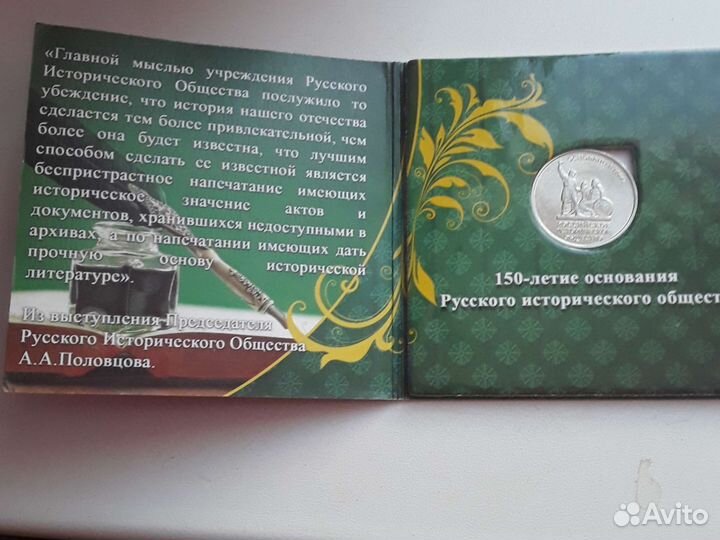 «Главной мыслью учреждения Русского
Исторического Общества послужило то
убеждение, что история нашего отечества
сделается тем более привлекательной, чем
более она будет известна, что лучшим
способом сделать ее известной является
беспристрастное напечатание имеющих
историческое значение актов и
документов, хранившихся недоступными в
архивах, а по напечатании имеющих дать
прочную основу исторической
литературе».
Из выступления Председателя
Русского Исторического Общества
А.А.Половцова.
РОССИЙСКОЕ
ИСТОРИЧЕСКОЕ
ОБЩЕСТВО
150-летие основания
Русского исторического общест
Avito